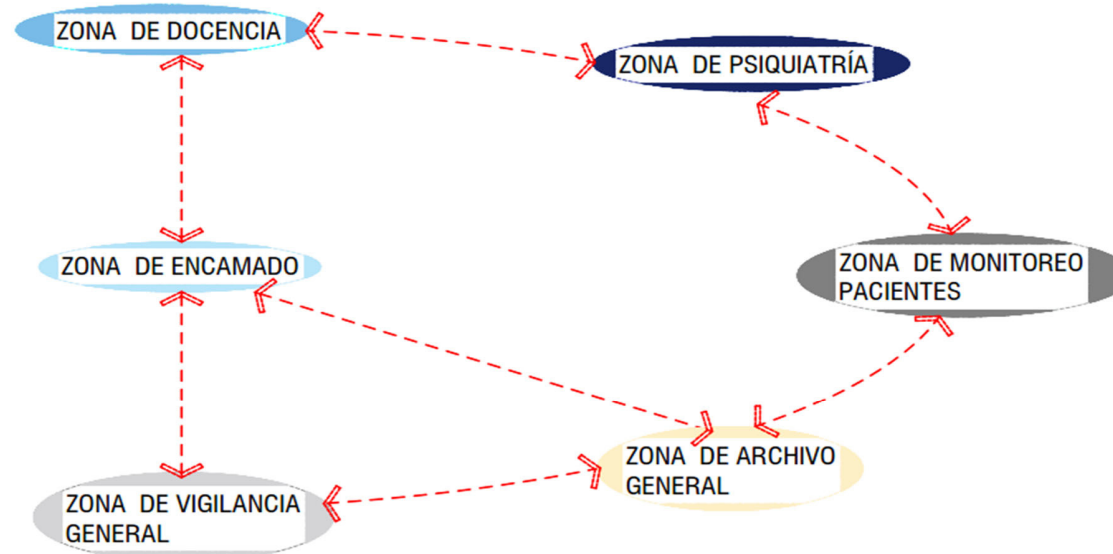 ZONA DE DOCENCIA
ZONA DE PSIQUIATRÍA
ZONA DE ENCAMADO
ZONA DE MONITOREO
PACIENTES
ZONA DE ARCHIVO
GENERAL
ZONA DE VIGILANCIA
GENERAL